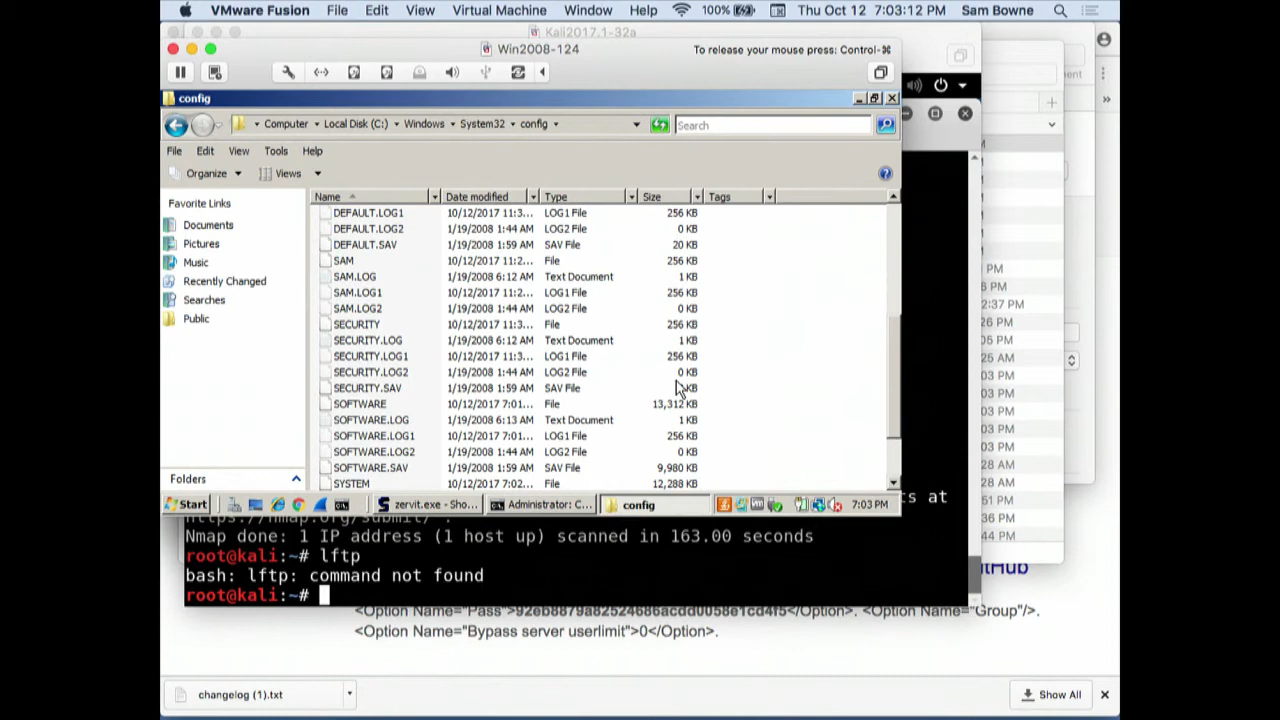 VMware Fusion File Edit View Virtual Machine Window Help 100% Thu Oct 12 7:03:12 PM Sam Bowne
Kali2017.1-32a
Win2008-124 To release your mouse press: Control-⌘
config
Computer Local Disk (C:) Windows System32 config Search
File Edit View Tools Help
Organize Views
Favorite Links
Documents
Pictures
Music
Recently Changed
Searches
Public
Folders
Name Date modified Type Size Tags
DEFAULT.LOG1 10/12/2017 11:3... LOG1 File 256 KB
DEFAULT.LOG2 1/19/2008 1:44 AM LOG2 File 0 KB
DEFAULT.SAV 1/19/2008 1:59 AM SAV File 20 KB
SAM 10/12/2017 11:2... File 256 KB
SAM.LOG 1/19/2008 6:12 AM Text Document 1 KB
SAM.LOG1 10/12/2017 11:2... LOG1 File 256 KB
SAM.LOG2 1/19/2008 1:44 AM LOG2 File 0 KB
SECURITY 10/12/2017 11:3... File 256 KB
SECURITY.LOG 1/19/2008 6:12 AM Text Document 1 KB
SECURITY.LOG1 10/12/2017 11:3... LOG1 File 256 KB
SECURITY.LOG2 1/19/2008 1:44 AM LOG2 File 0 KB
SECURITY.SAV 1/19/2008 1:59 AM SAV File KB
SOFTWARE 10/12/2017 7:01... File 13,312 KB
SOFTWARE.LOG 1/19/2008 6:13 AM Text Document 1 KB
SOFTWARE.LOG1 10/12/2017 7:01... LOG1 File 256 KB
SOFTWARE.LOG2 1/19/2008 1:44 AM LOG2 File 0 KB
SOFTWARE.SAV 1/19/2008 1:59 AM SAV File 9,980 KB
SYSTEM 10/12/2017 7:02... File 12,288 KB
Start zervit.exe - Sho... Administrator: C... config 7:03 PM
ts at
https://nmap.org/submit/ .
Nmap done: 1 IP address (1 host up) scanned in 163.00 seconds
root@kali:~# lftp
bash: lftp: command not found
root@kali:~#
<Option Name="Pass">92eb8879a82524686acdd0058e1cd4f5</Option>. <Option Name="Group"/>.
<Option Name="Bypass server userlimit">0</Option>.
changelog (1).txt Show All